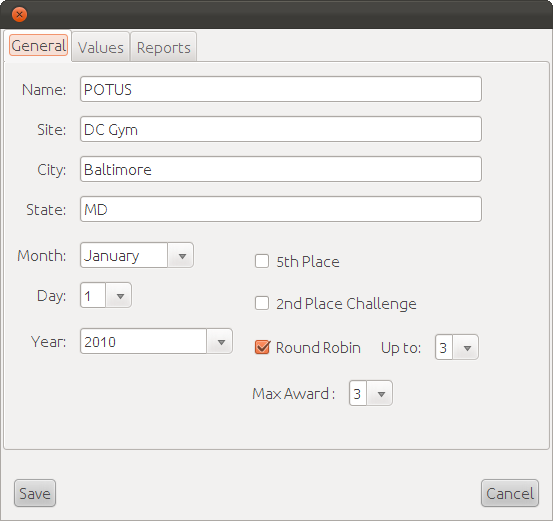 General Values Reports
Name: POTUS
Site: DC Gym
City: Baltimore
State: MD
Month: January
5th Place
Day: 1
2nd Place Challenge
Year: 2010
Round Robin Up to: 3
Max Award : 3
Save Cancel